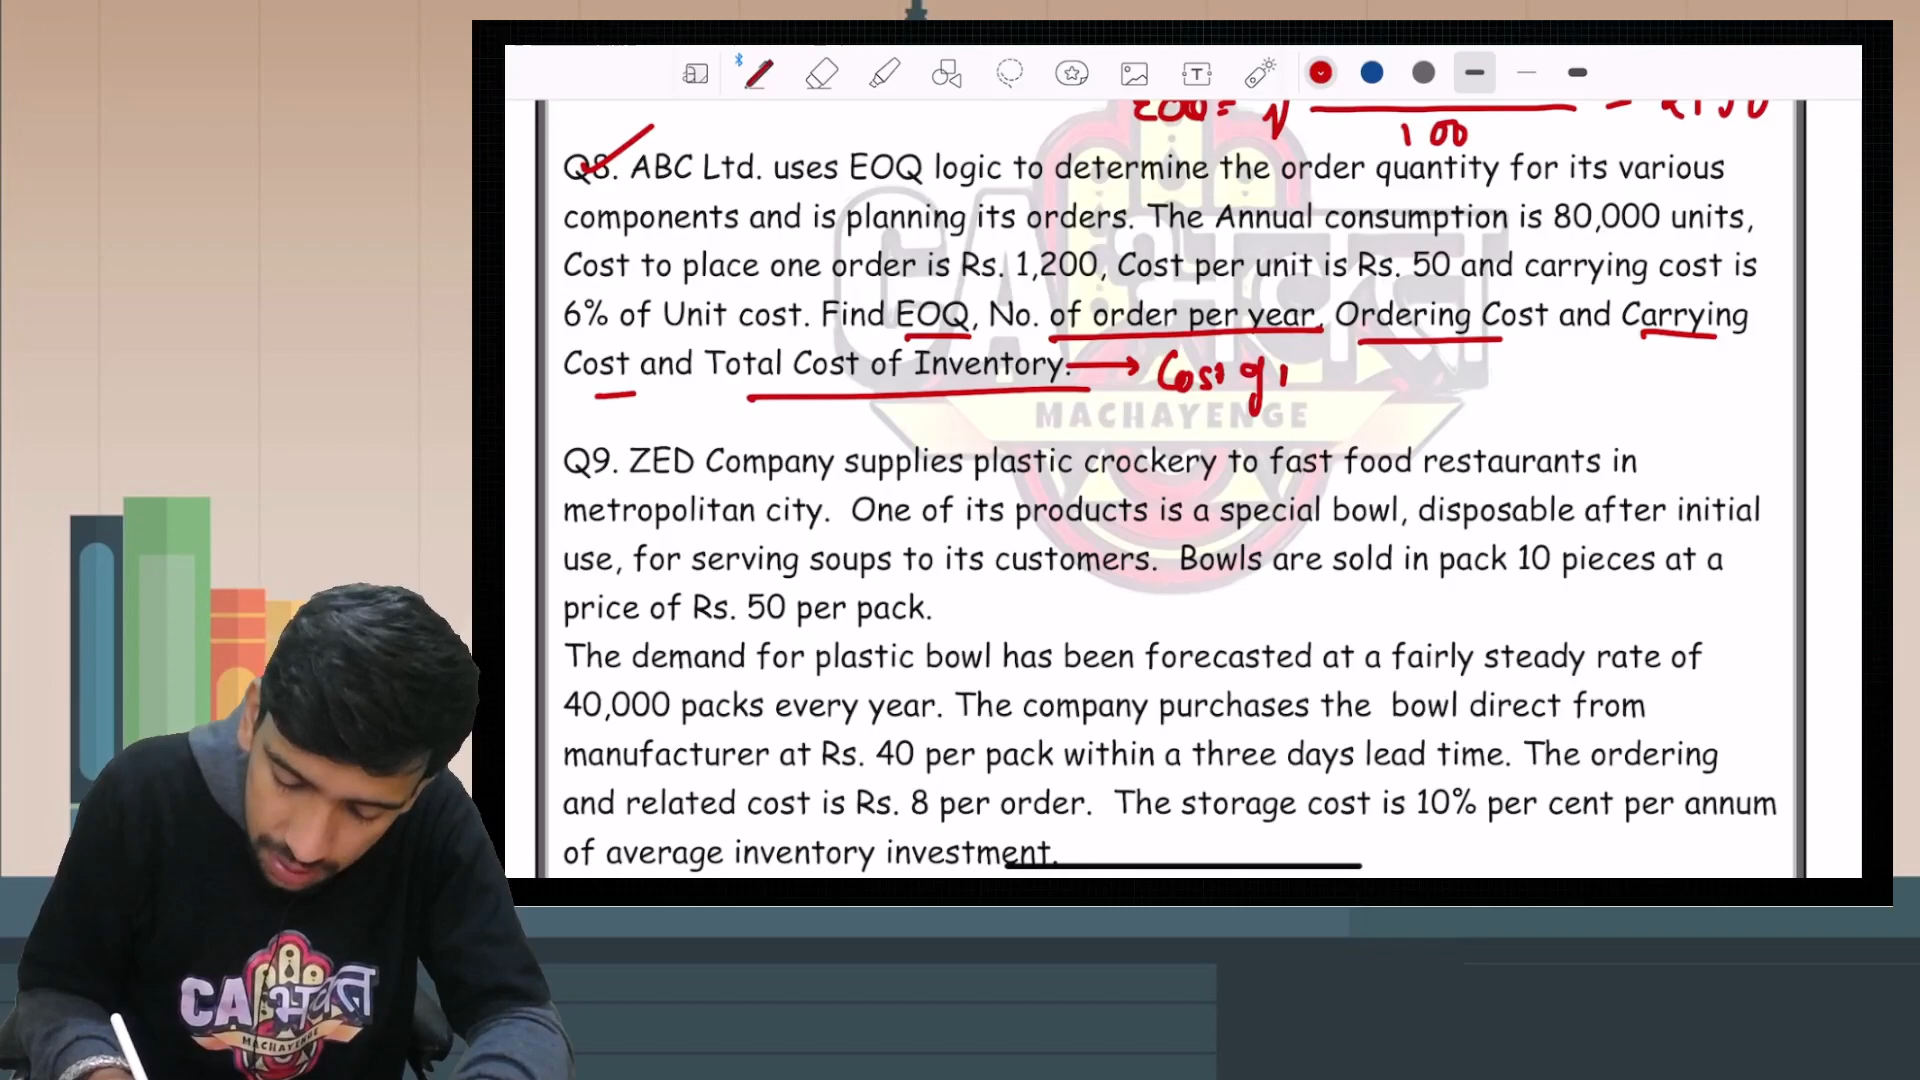 EOQ =
100
Q8. ABC Ltd. uses EOQ logic to determine the order quantity for its various
components and is planning its orders. The Annual consumption is 80,000 units,
Cost to place one order is Rs. 1,200, Cost per unit is Rs. 50 and carrying cost is
6% of Unit cost. Find EOQ, No. of order per year, Ordering Cost and Carrying
Cost and Total Cost of Inventory. → Cost of
MACHAYENGE
Q9. ZED Company supplies plastic crockery to fast food restaurants in
metropolitan city. One of its products is a special bowl, disposable after initial
use, for serving soups to its customers. Bowls are sold in pack 10 pieces at a
price of Rs. 50 per pack.
The demand for plastic bowl has been forecasted at a fairly steady rate of
40,000 packs every year. The company purchases the bowl direct from
manufacturer at Rs. 40 per pack within a three days lead time. The ordering
and related cost is Rs. 8 per order. The storage cost is 10% per cent per annum
of average inventory investment.
CA भक्त
MACHAYENGE